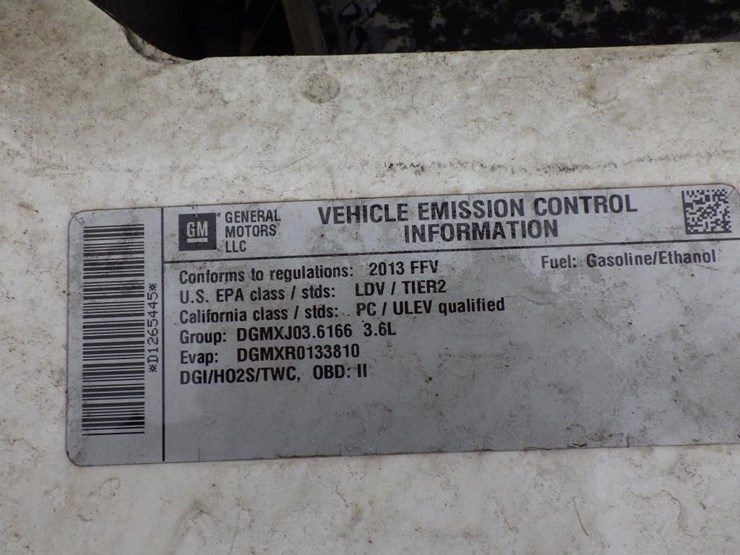 *D1265445*
GM GENERAL MOTORS LLC
VEHICLE EMISSION CONTROL
INFORMATION
Conforms to regulations: 2013 FFV
Fuel: Gasoline/Ethanol
U.S. EPA class / stds: LDV / TIER2
California class / stds: PC / ULEV qualified
Group: DGMXJ03.6166 3.6L
Evap: DGMXR0133810
DGI/HO2S/TWC, OBD: II